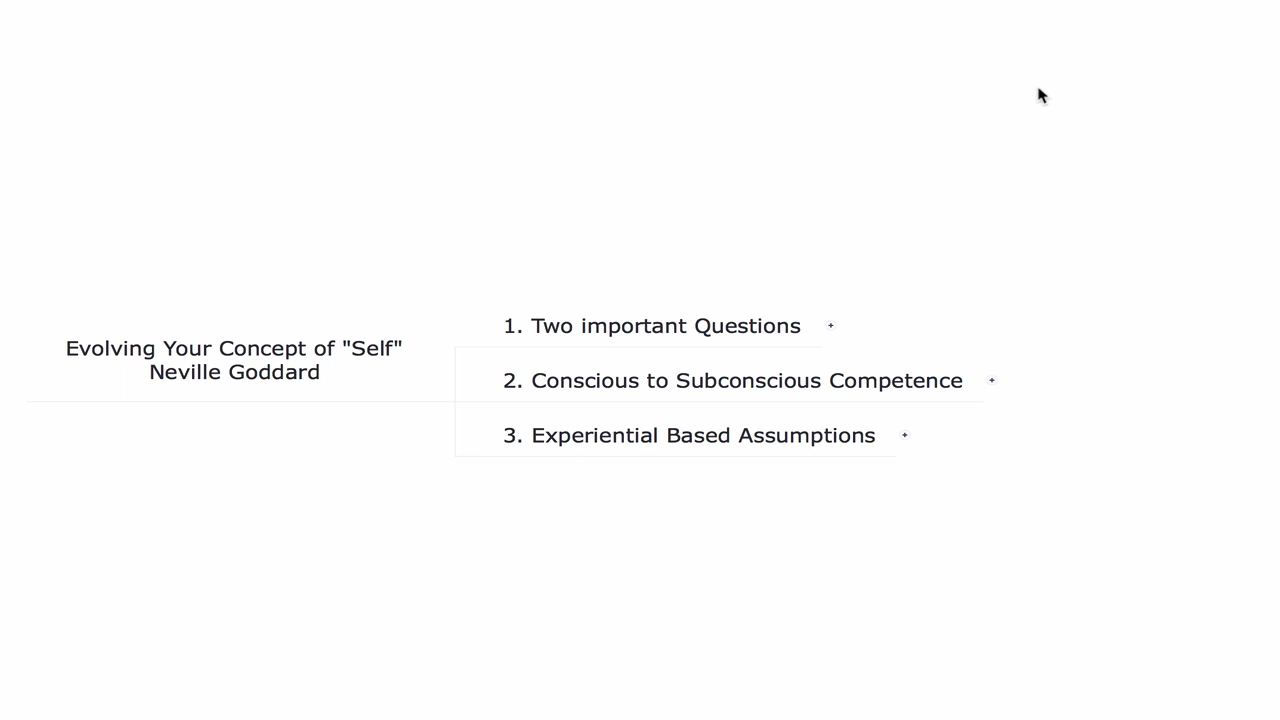 Evolving Your Concept of "Self"
Neville Goddard
1. Two important Questions
2. Conscious to Subconscious Competence
3. Experiential Based Assumptions